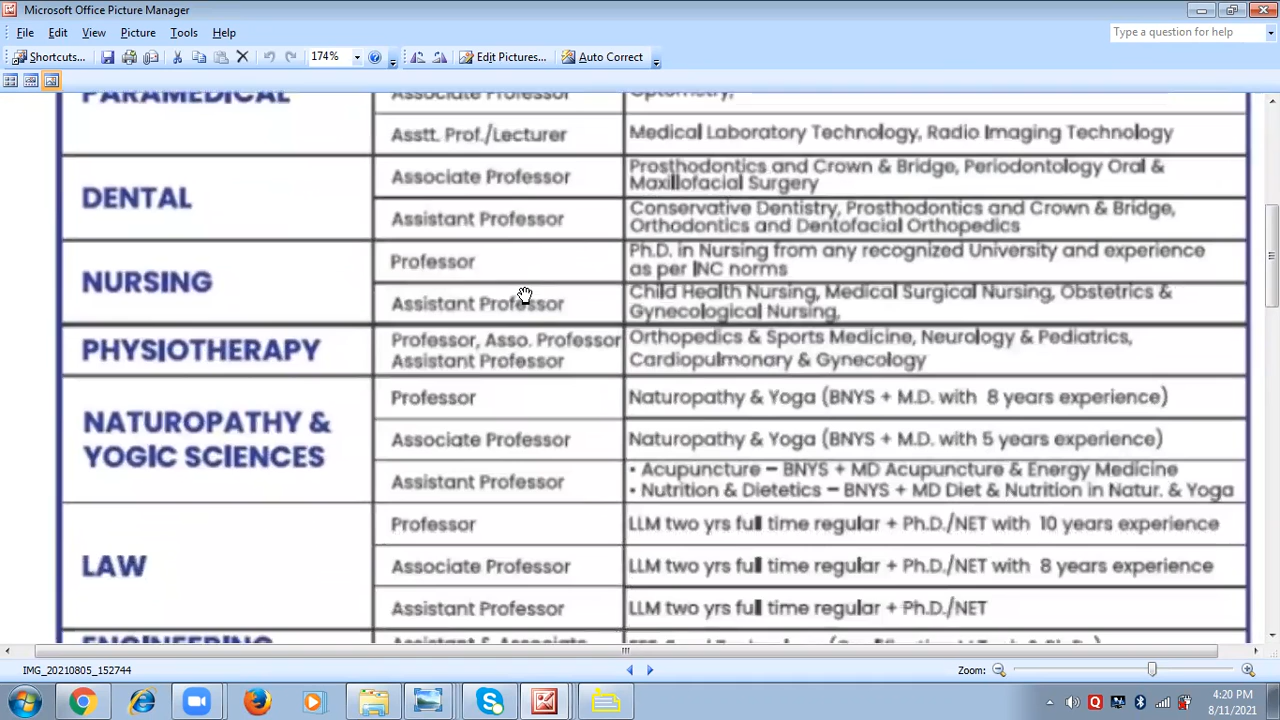 Microsoft Office Picture Manager
File Edit View Picture Tools Help
Type a question for help
Shortcuts... 174% Edit Pictures... Auto Correct
PARAMEDICAL
Associate Professor
Optometry,
Asstt. Prof./Lecturer
Medical Laboratory Technology, Radio Imaging Technology
DENTAL
Associate Professor
Prosthodontics and Crown & Bridge, Periodontology Oral &
Maxillofacial Surgery
Assistant Professor
Conservative Dentistry, Prosthodontics and Crown & Bridge,
Orthodontics and Dentofacial Orthopedics
NURSING
Professor
Ph.D. in Nursing from any recognized University and experience
as per INC norms
Assistant Professor
Child Health Nursing, Medical Surgical Nursing, Obstetrics &
Gynecological Nursing,
PHYSIOTHERAPY
Professor, Asso. Professor
Assistant Professor
Orthopedics & Sports Medicine, Neurology & Pediatrics,
Cardiopulmonary & Gynecology
NATUROPATHY &
YOGIC SCIENCES
Professor
Naturopathy & Yoga (BNYS + M.D. with 8 years experience)
Associate Professor
Naturopathy & Yoga (BNYS + M.D. with 5 years experience)
Assistant Professor
• Acupuncture – BNYS + MD Acupuncture & Energy Medicine
• Nutrition & Dietetics – BNYS + MD Diet & Nutrition in Natur. & Yoga
LAW
Professor
LLM two yrs full time regular + Ph.D./NET with 10 years experience
Associate Professor
LLM two yrs full time regular + Ph.D./NET with 8 years experience
Assistant Professor
LLM two yrs full time regular + Ph.D./NET
ENGINEERING
Assistant & Associate
IMG_20210805_152744
Zoom:
4:20 PM
8/11/2021